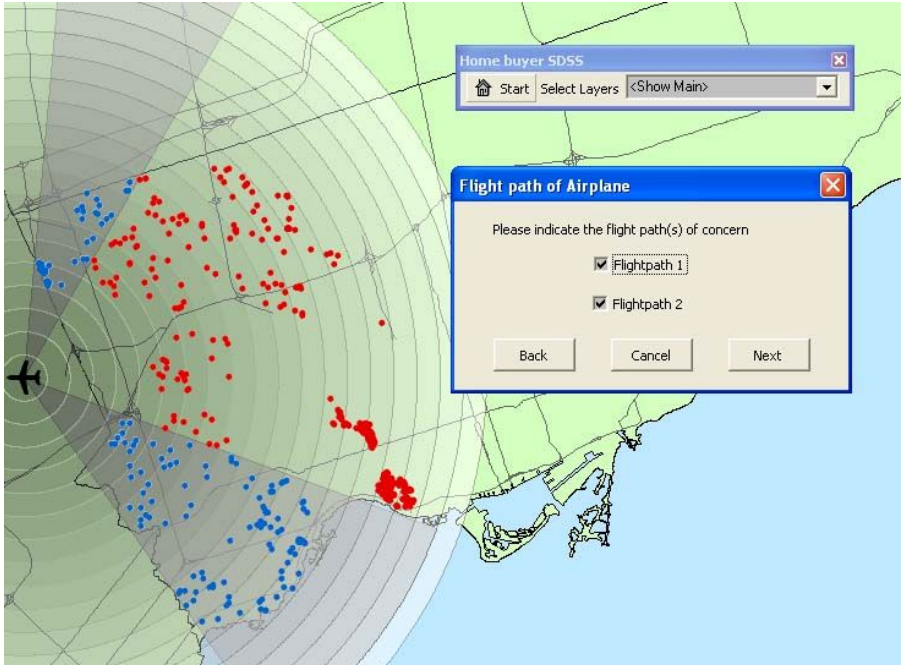 Home buyer SDSS
Start Select Layers <Show Main>
Flight path of Airplane
Please indicate the flight path(s) of concern
Flightpath 1
Flightpath 2
Back Cancel Next